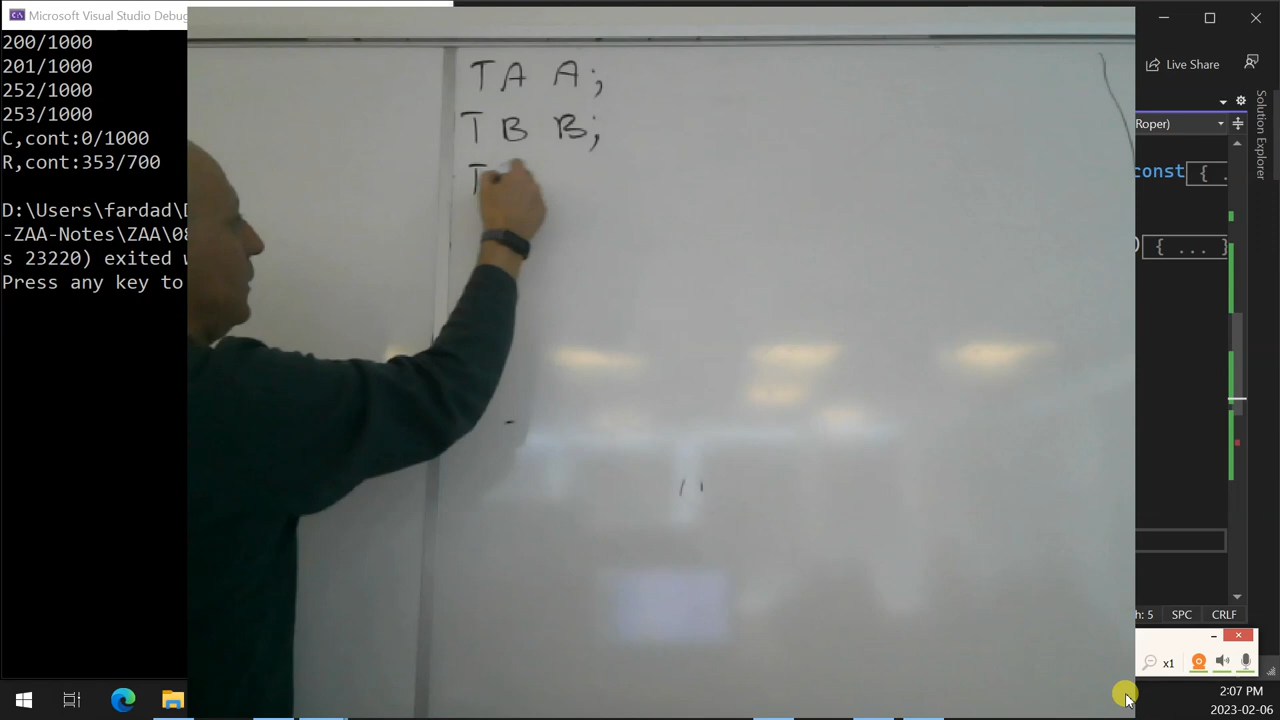 Microsoft Visual Studio Debug
200/1000
201/1000
252/1000
253/1000
C,cont:0/1000
R,cont:353/700
D:\Users\fardad\D
-ZAA-Notes\ZAA\08
s 23220) exited w
Press any key to
TA A;
TB B;
T
Live Share
Roper)
const { .
) { ... }
Solution Explorer
h: 5 SPC CRLF
x1
2:07 PM
2023-02-06